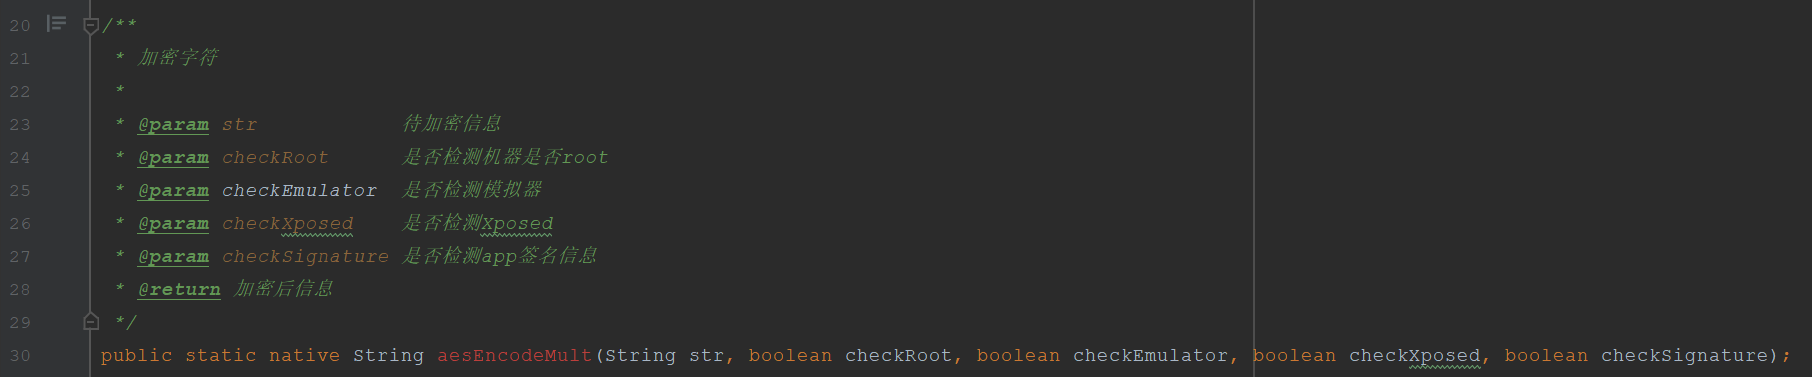 20 /**
21 * 加密字符
22 *
23 * @param str 待加密信息
24 * @param checkRoot 是否检测机器是否root
25 * @param checkEmulator 是否检测模拟器
26 * @param checkXposed 是否检测Xposed
27 * @param checkSignature 是否检测app签名信息
28 * @return 加密后信息
29 */
30 public static native String aesEncodeMult(String str, boolean checkRoot, boolean checkEmulator, boolean checkXposed, boolean checkSignature);